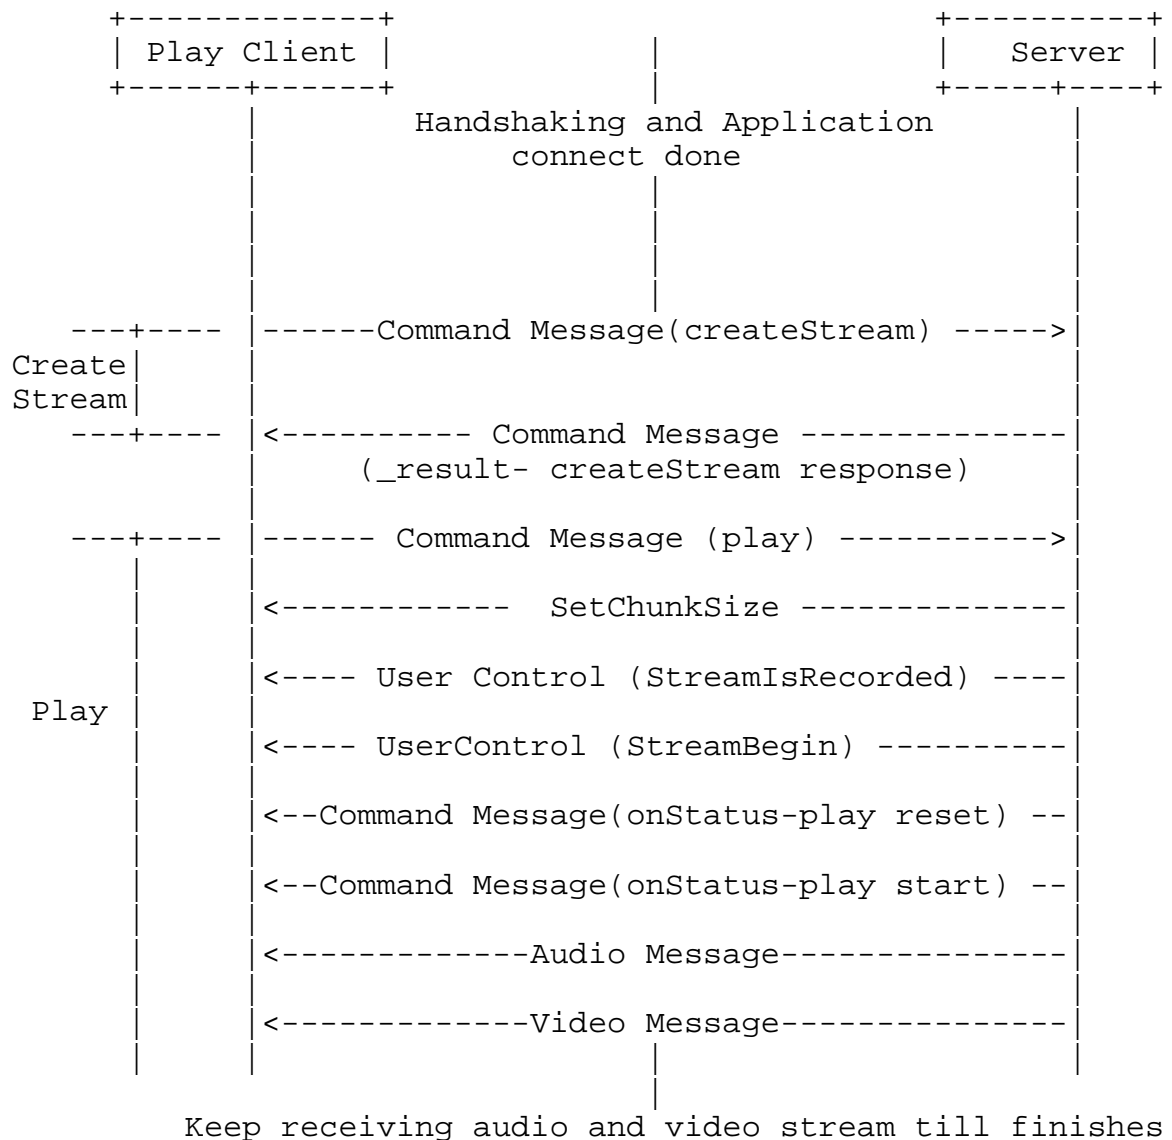 Play Client Server
Handshaking and Application
connect done
------Command Message(createStream) ----->
Create
Stream
<---------- Command Message --------------
(_result- createStream response)
------ Command Message (play) ----------->
<------------ SetChunkSize --------------
<---- User Control (StreamIsRecorded) ----
Play
<---- UserControl (StreamBegin) ----------
<--Command Message(onStatus-play reset) --
<--Command Message(onStatus-play start) --
<-------------Audio Message---------------
<-------------Video Message---------------
Keep receiving audio and video stream till finishes